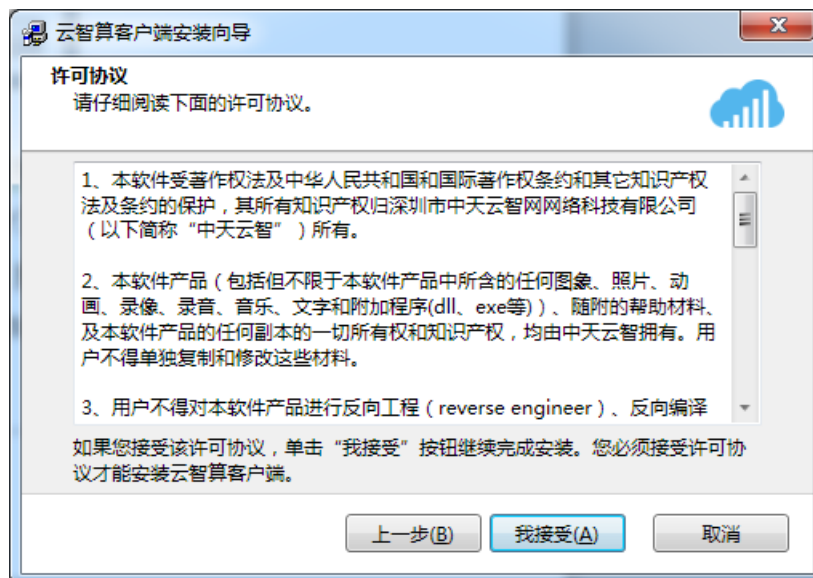 云智算客户端安装向导
许可协议
请仔细阅读下面的许可协议。
1、本软件受著作权法及中华人民共和国和国际著作权条约和其它知识产权
法及条约的保护，其所有知识产权归深圳市中天云智网网络科技有限公司
（以下简称“中天云智”）所有。
2、本软件产品（包括但不限于本软件产品中所含的任何图象、照片、动
画、录像、录音、音乐、文字和附加程序(dll、exe等)）、随附的帮助材料、
及本软件产品的任何副本的一切所有权和知识产权，均由中天云智拥有。用
户不得单独复制和修改这些材料。
3、用户不得对本软件产品进行反向工程（reverse engineer）、反向编译
如果您接受该许可协议，单击“我接受”按钮继续完成安装。您必须接受许可协
议才能安装云智算客户端。
上一步(B)
我接受(A)
取消